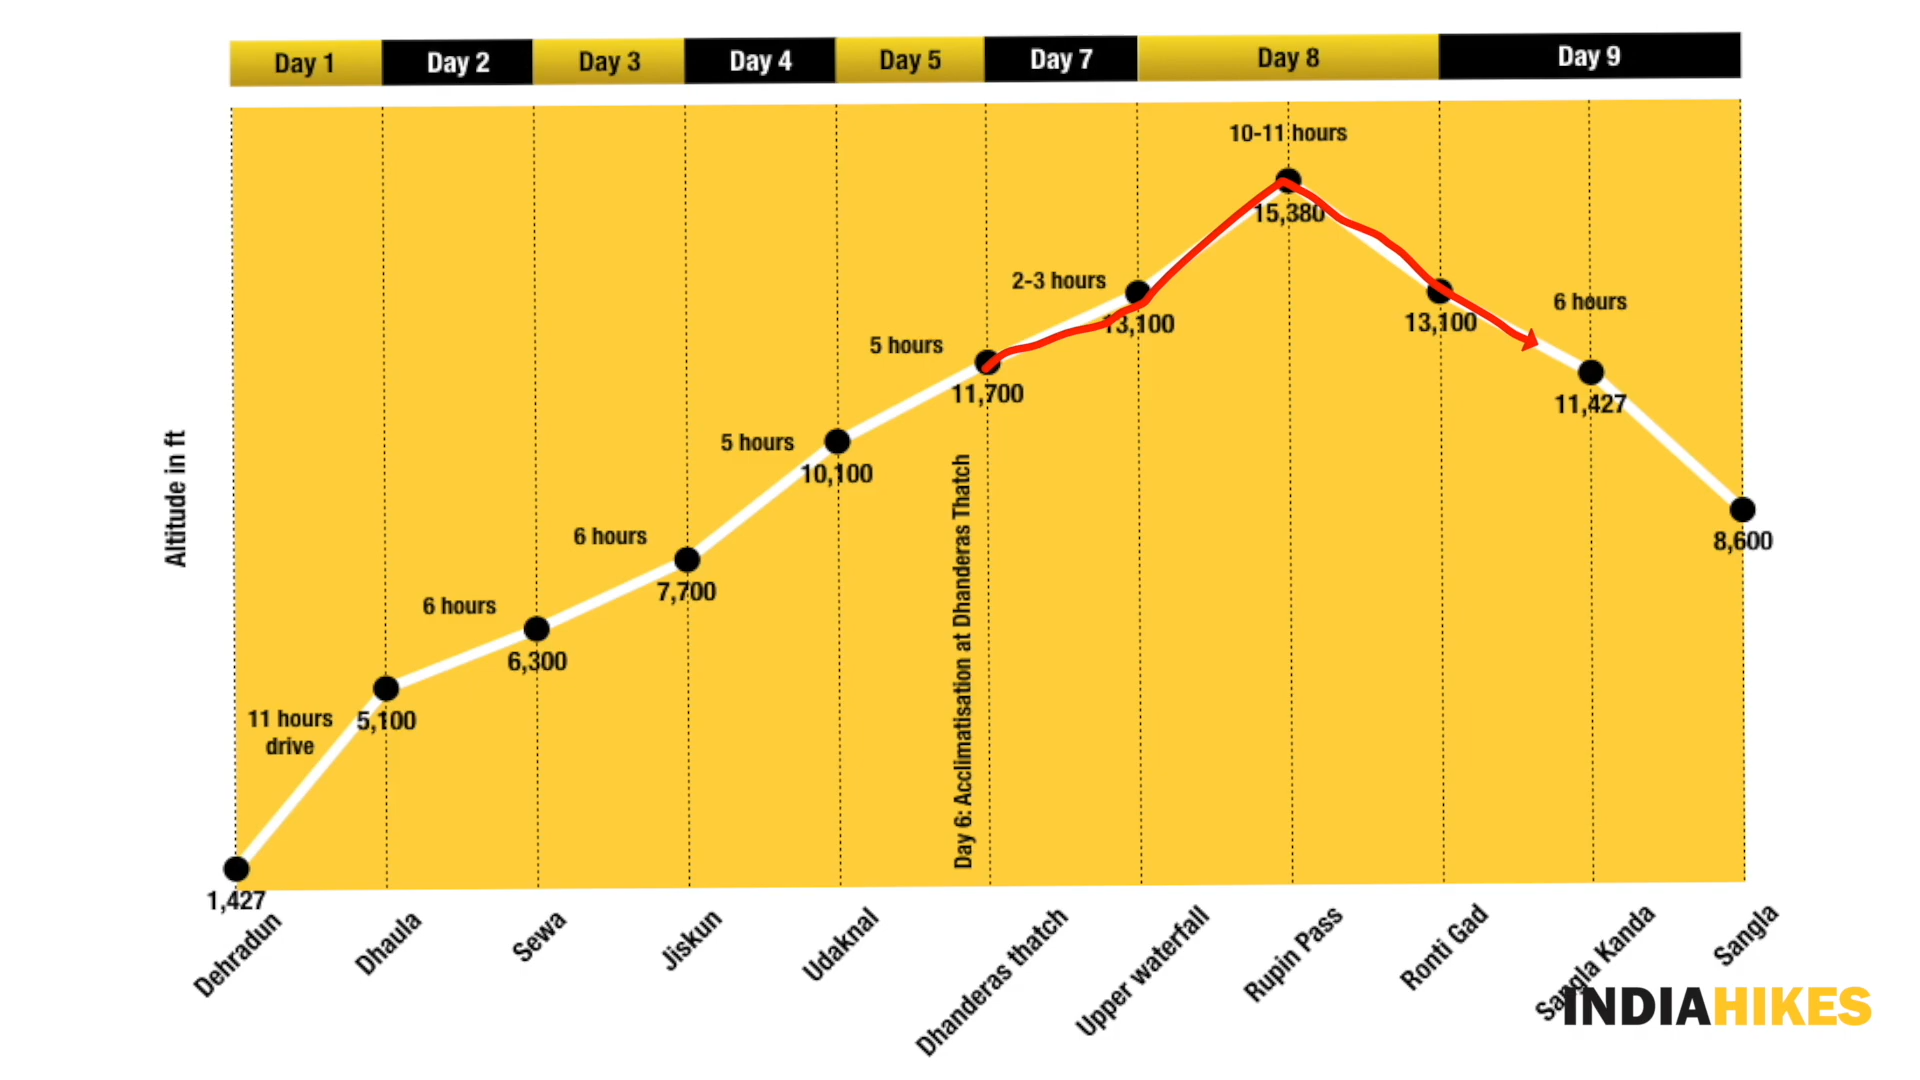 Day 1
Day 2
Day 3
Day 4
Day 5
Day 7
Day 8
Day 9
10-11 hours
15,380
2-3 hours
13,100
13,100
6 hours
5 hours
11,700
11,427
5 hours
10,100
8,600
6 hours
7,700
6 hours
6,300
11 hours
drive
5,100
1,427
Altitude in ft
Day 6: Acclimatisation at Dhanderas Thatch
Dehradun
Dhaula
Sewa
Jiskun
Udaknal
Dhanderas thatch
Upper waterfall
Rupin Pass
Ronti Gad
Sangla Kanda
Sangla
INDIAHIKES